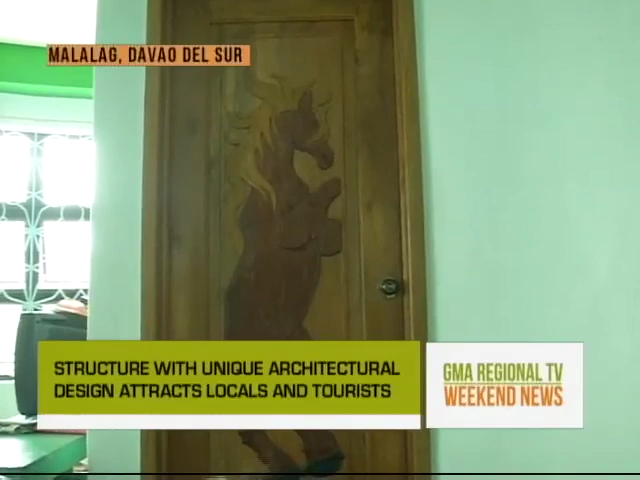 MALALAG, DAVAO DEL SUR
STRUCTURE WITH UNIQUE ARCHITECTURAL
DESIGN ATTRACTS LOCALS AND TOURISTS
GMA REGIONAL TV
WEEKEND NEWS